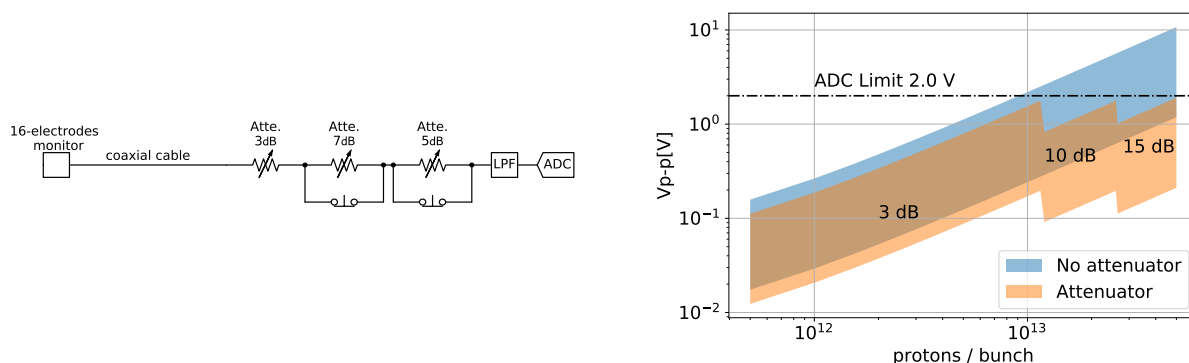 16-electrodes
monitor
coaxial cable
Atte.
3dB
Atte.
7dB
Atte.
5dB
LPF
ADC
Vp-p[V]
10¹
10⁰
10⁻¹
10⁻²
ADC Limit 2.0 V
3 dB
10 dB
15 dB
No attenuator
Attenuator
10¹²
10¹³
protons / bunch